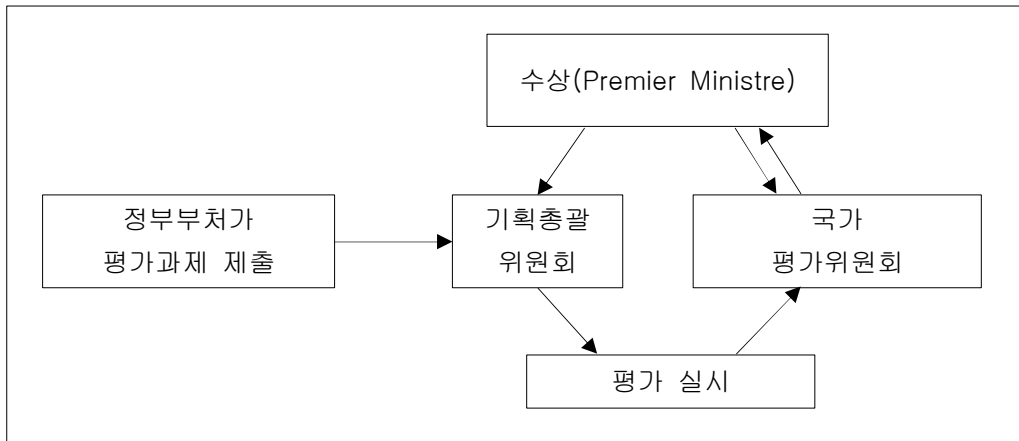 수상(Premier Ministre)
정부부처가
평가과제 제출
기획총괄
위원회
국가
평가위원회
평가 실시